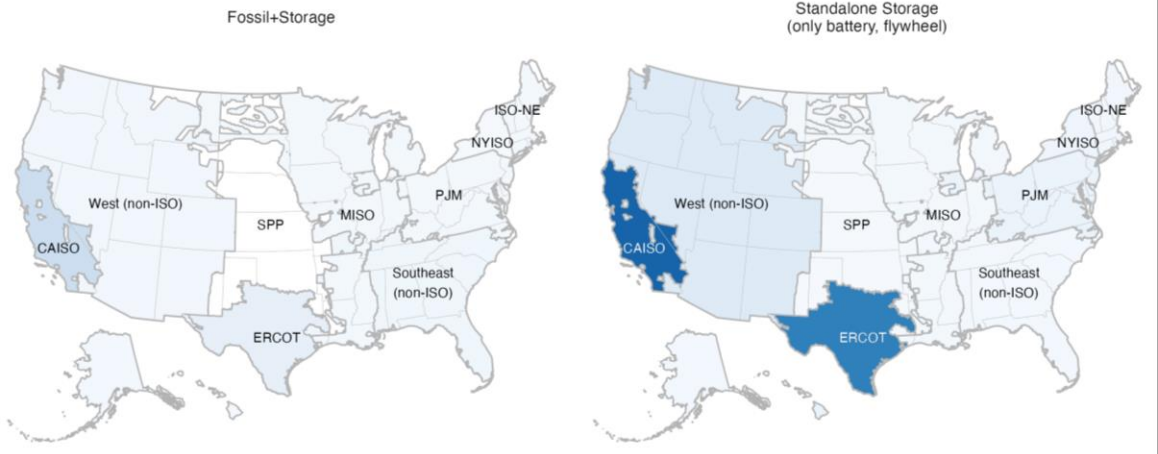 Fossil+Storage
ISO-NE
NYISO
PJM
West (non-ISO)
MISO
SPP
CAISO
Southeast
(non-ISO)
ERCOT
Standalone Storage
(only battery, flywheel)
ISO-NE
NYISO
PJM
West (non-ISO)
MISO
SPP
CAISO
Southeast
(non-ISO)
ERCOT